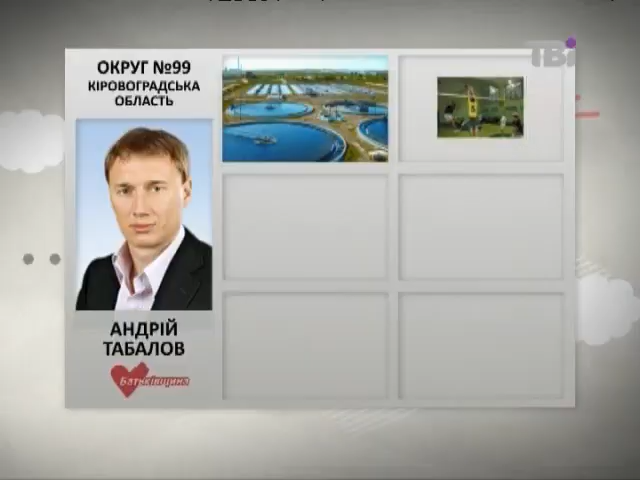 ТВі
ОКРУГ №99
КІРОВОГРАДСЬКА
ОБЛАСТЬ
АНДРІЙ
ТАБАЛОВ
Батьківщина